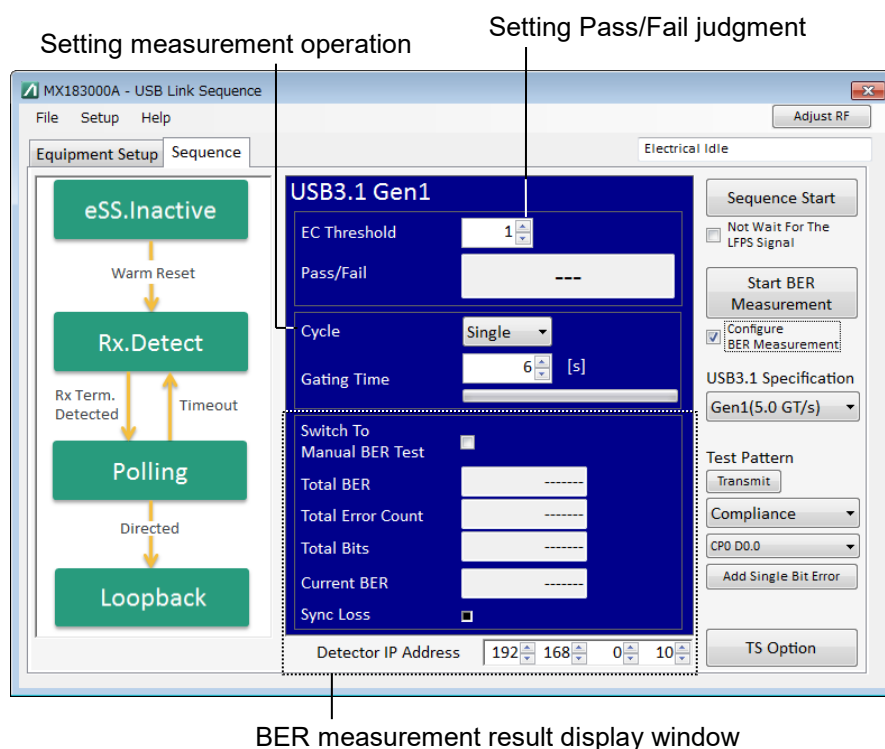 Setting Pass/Fail judgment
Setting measurement operation
MX183000A - USB Link Sequence
File Setup Help
Adjust RF
Equipment Setup Sequence
Electrical Idle
eSS.Inactive
Warm Reset
Rx.Detect
Rx Term.
Detected
Timeout
Polling
Directed
Loopback
USB3.1 Gen1
EC Threshold 1
Pass/Fail ---
Cycle Single
Gating Time 6 [s]
Switch To
Manual BER Test
Total BER -------
Total Error Count -------
Total Bits -------
Current BER -------
Sync Loss
Detector IP Address 192 168 0 10
Sequence Start
Not Wait For The
LFPS Signal
Start BER
Measurement
Configure
BER Measurement
USB3.1 Specification
Gen1(5.0 GT/s)
Test Pattern
Transmit
Compliance
CP0 D0.0
Add Single Bit Error
TS Option
BER measurement result display window